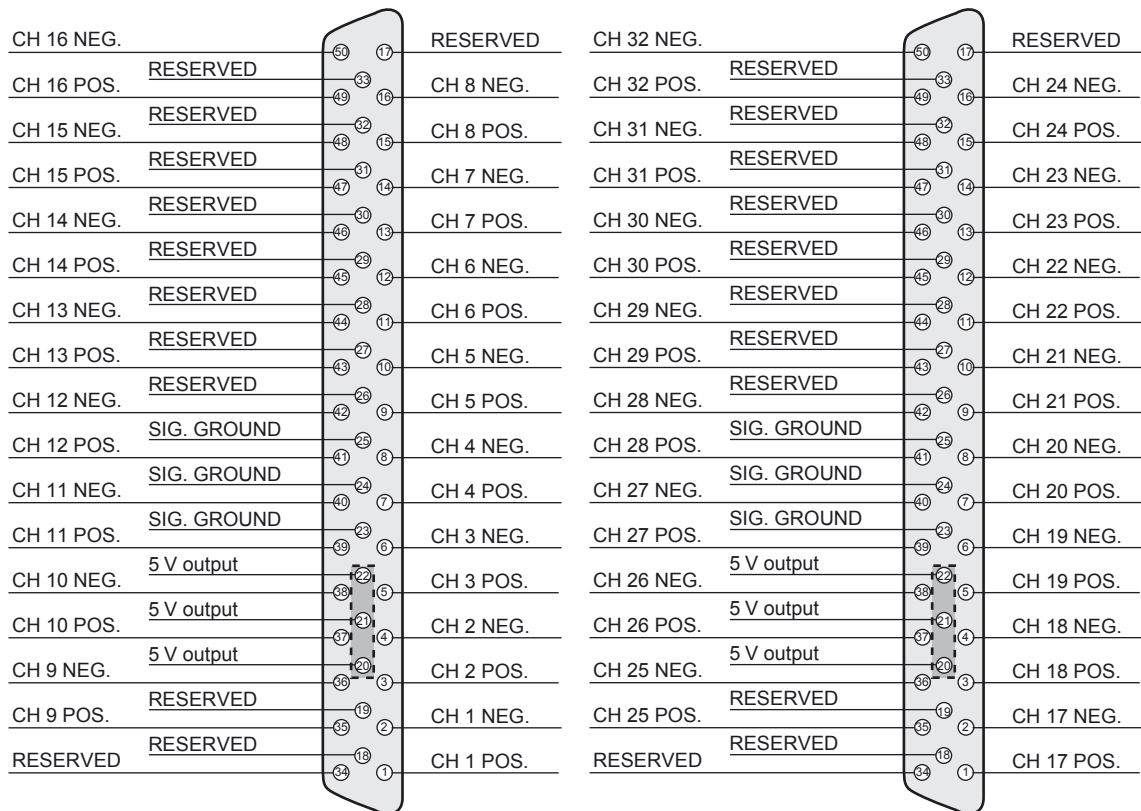 CH 16 NEG.
50
17
RESERVED
RESERVED
33
CH 16 POS.
49
16
CH 8 NEG.
RESERVED
32
CH 15 NEG.
48
15
CH 8 POS.
RESERVED
31
CH 15 POS.
47
14
CH 7 NEG.
RESERVED
30
CH 14 NEG.
46
13
CH 7 POS.
RESERVED
29
CH 14 POS.
45
12
CH 6 NEG.
RESERVED
28
CH 13 NEG.
44
11
CH 6 POS.
RESERVED
27
CH 13 POS.
43
10
CH 5 NEG.
RESERVED
26
CH 12 NEG.
42
9
CH 5 POS.
SIG. GROUND
25
CH 12 POS.
41
8
CH 4 NEG.
SIG. GROUND
24
CH 11 NEG.
40
7
CH 4 POS.
SIG. GROUND
23
CH 11 POS.
39
6
CH 3 NEG.
5 V output
22
CH 10 NEG.
38
5
CH 3 POS.
5 V output
21
CH 10 POS.
37
4
CH 2 NEG.
5 V output
20
CH 9 NEG.
36
3
CH 2 POS.
RESERVED
19
CH 9 POS.
35
2
CH 1 NEG.
RESERVED
18
RESERVED
34
1
CH 1 POS.
CH 32 NEG.
50
17
RESERVED
RESERVED
33
CH 32 POS.
49
16
CH 24 NEG.
RESERVED
32
CH 31 NEG.
48
15
CH 24 POS.
RESERVED
31
CH 31 POS.
47
14
CH 23 NEG.
RESERVED
30
CH 30 NEG.
46
13
CH 23 POS.
RESERVED
29
CH 30 POS.
45
12
CH 22 NEG.
RESERVED
28
CH 29 NEG.
44
11
CH 22 POS.
RESERVED
27
CH 29 POS.
43
10
CH 21 NEG.
RESERVED
26
CH 28 NEG.
42
9
CH 21 POS.
SIG. GROUND
25
CH 28 POS.
41
8
CH 20 NEG.
SIG. GROUND
24
CH 27 NEG.
40
7
CH 20 POS.
SIG. GROUND
23
CH 27 POS.
39
6
CH 19 NEG.
5 V output
22
CH 26 NEG.
38
5
CH 19 POS.
5 V output
21
CH 26 POS.
37
4
CH 18 NEG.
5 V output
20
CH 25 NEG.
36
3
CH 18 POS.
RESERVED
19
CH 25 POS.
35
2
CH 17 NEG.
RESERVED
18
RESERVED
34
1
CH 17 POS.